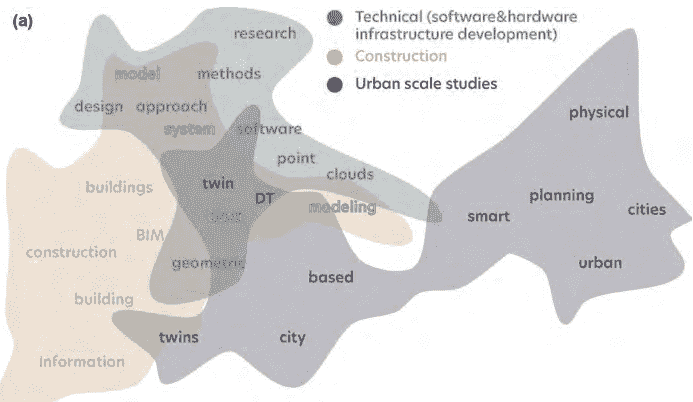 (a)
Technical (software&hardware
infrastructure development)
Construction
Urban scale studies
research
model
methods
design
approach
system
software
point
clouds
physical
buildings
twin
DT
modeling
planning
smart
cities
BIM
construction
geometric
based
urban
building
twins
city
information